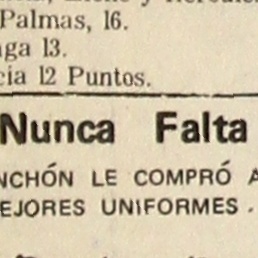 Palmas, 16.
ga 13.
cia 12 Puntos.
Nunca Falta
NCHÓN LE COMPRÓ A
EJORES UNIFORMES.